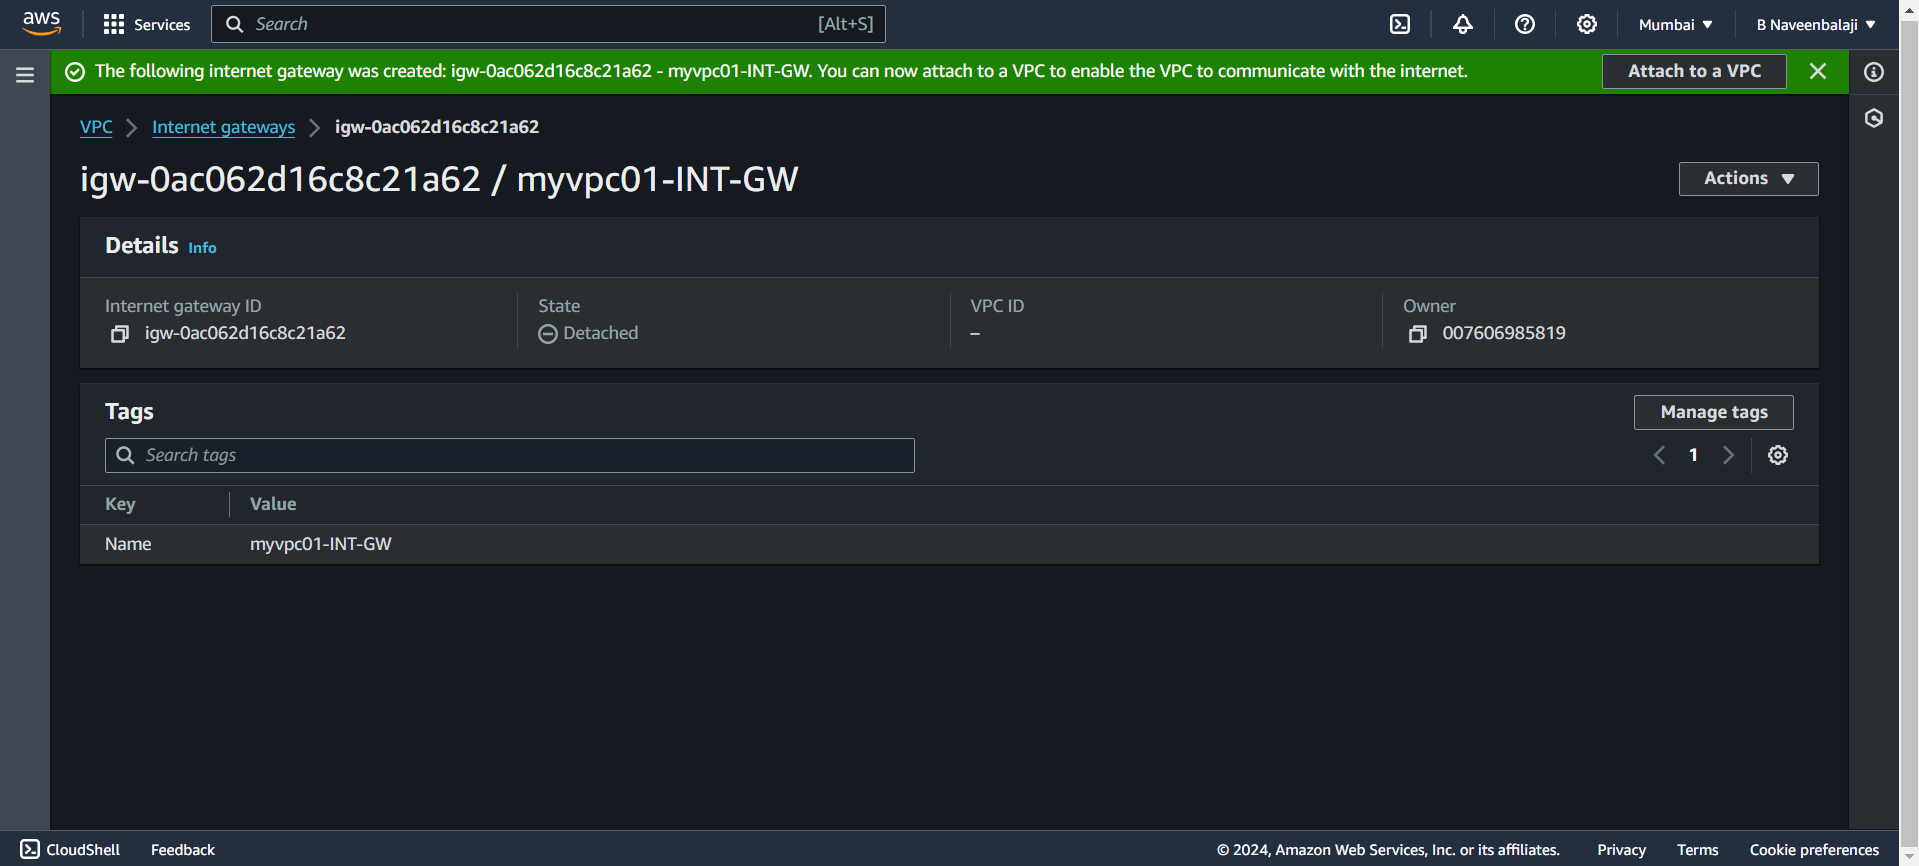 aws
Services
Search
[Alt+S]
Mumbai
B Naveenbalaji
The following internet gateway was created: igw-0ac062d16c8c21a62 - myvpc01-INT-GW. You can now attach to a VPC to enable the VPC to communicate with the internet.
Attach to a VPC
VPC
Internet gateways
igw-0ac062d16c8c21a62
igw-0ac062d16c8c21a62 / myvpc01-INT-GW
Actions
Details Info
Internet gateway ID
igw-0ac062d16c8c21a62
State
Detached
VPC ID
–
Owner
007606985819
Tags
Manage tags
Search tags
1
Key
Value
Name
myvpc01-INT-GW
CloudShell
Feedback
© 2024, Amazon Web Services, Inc. or its affiliates.
Privacy
Terms
Cookie preferences